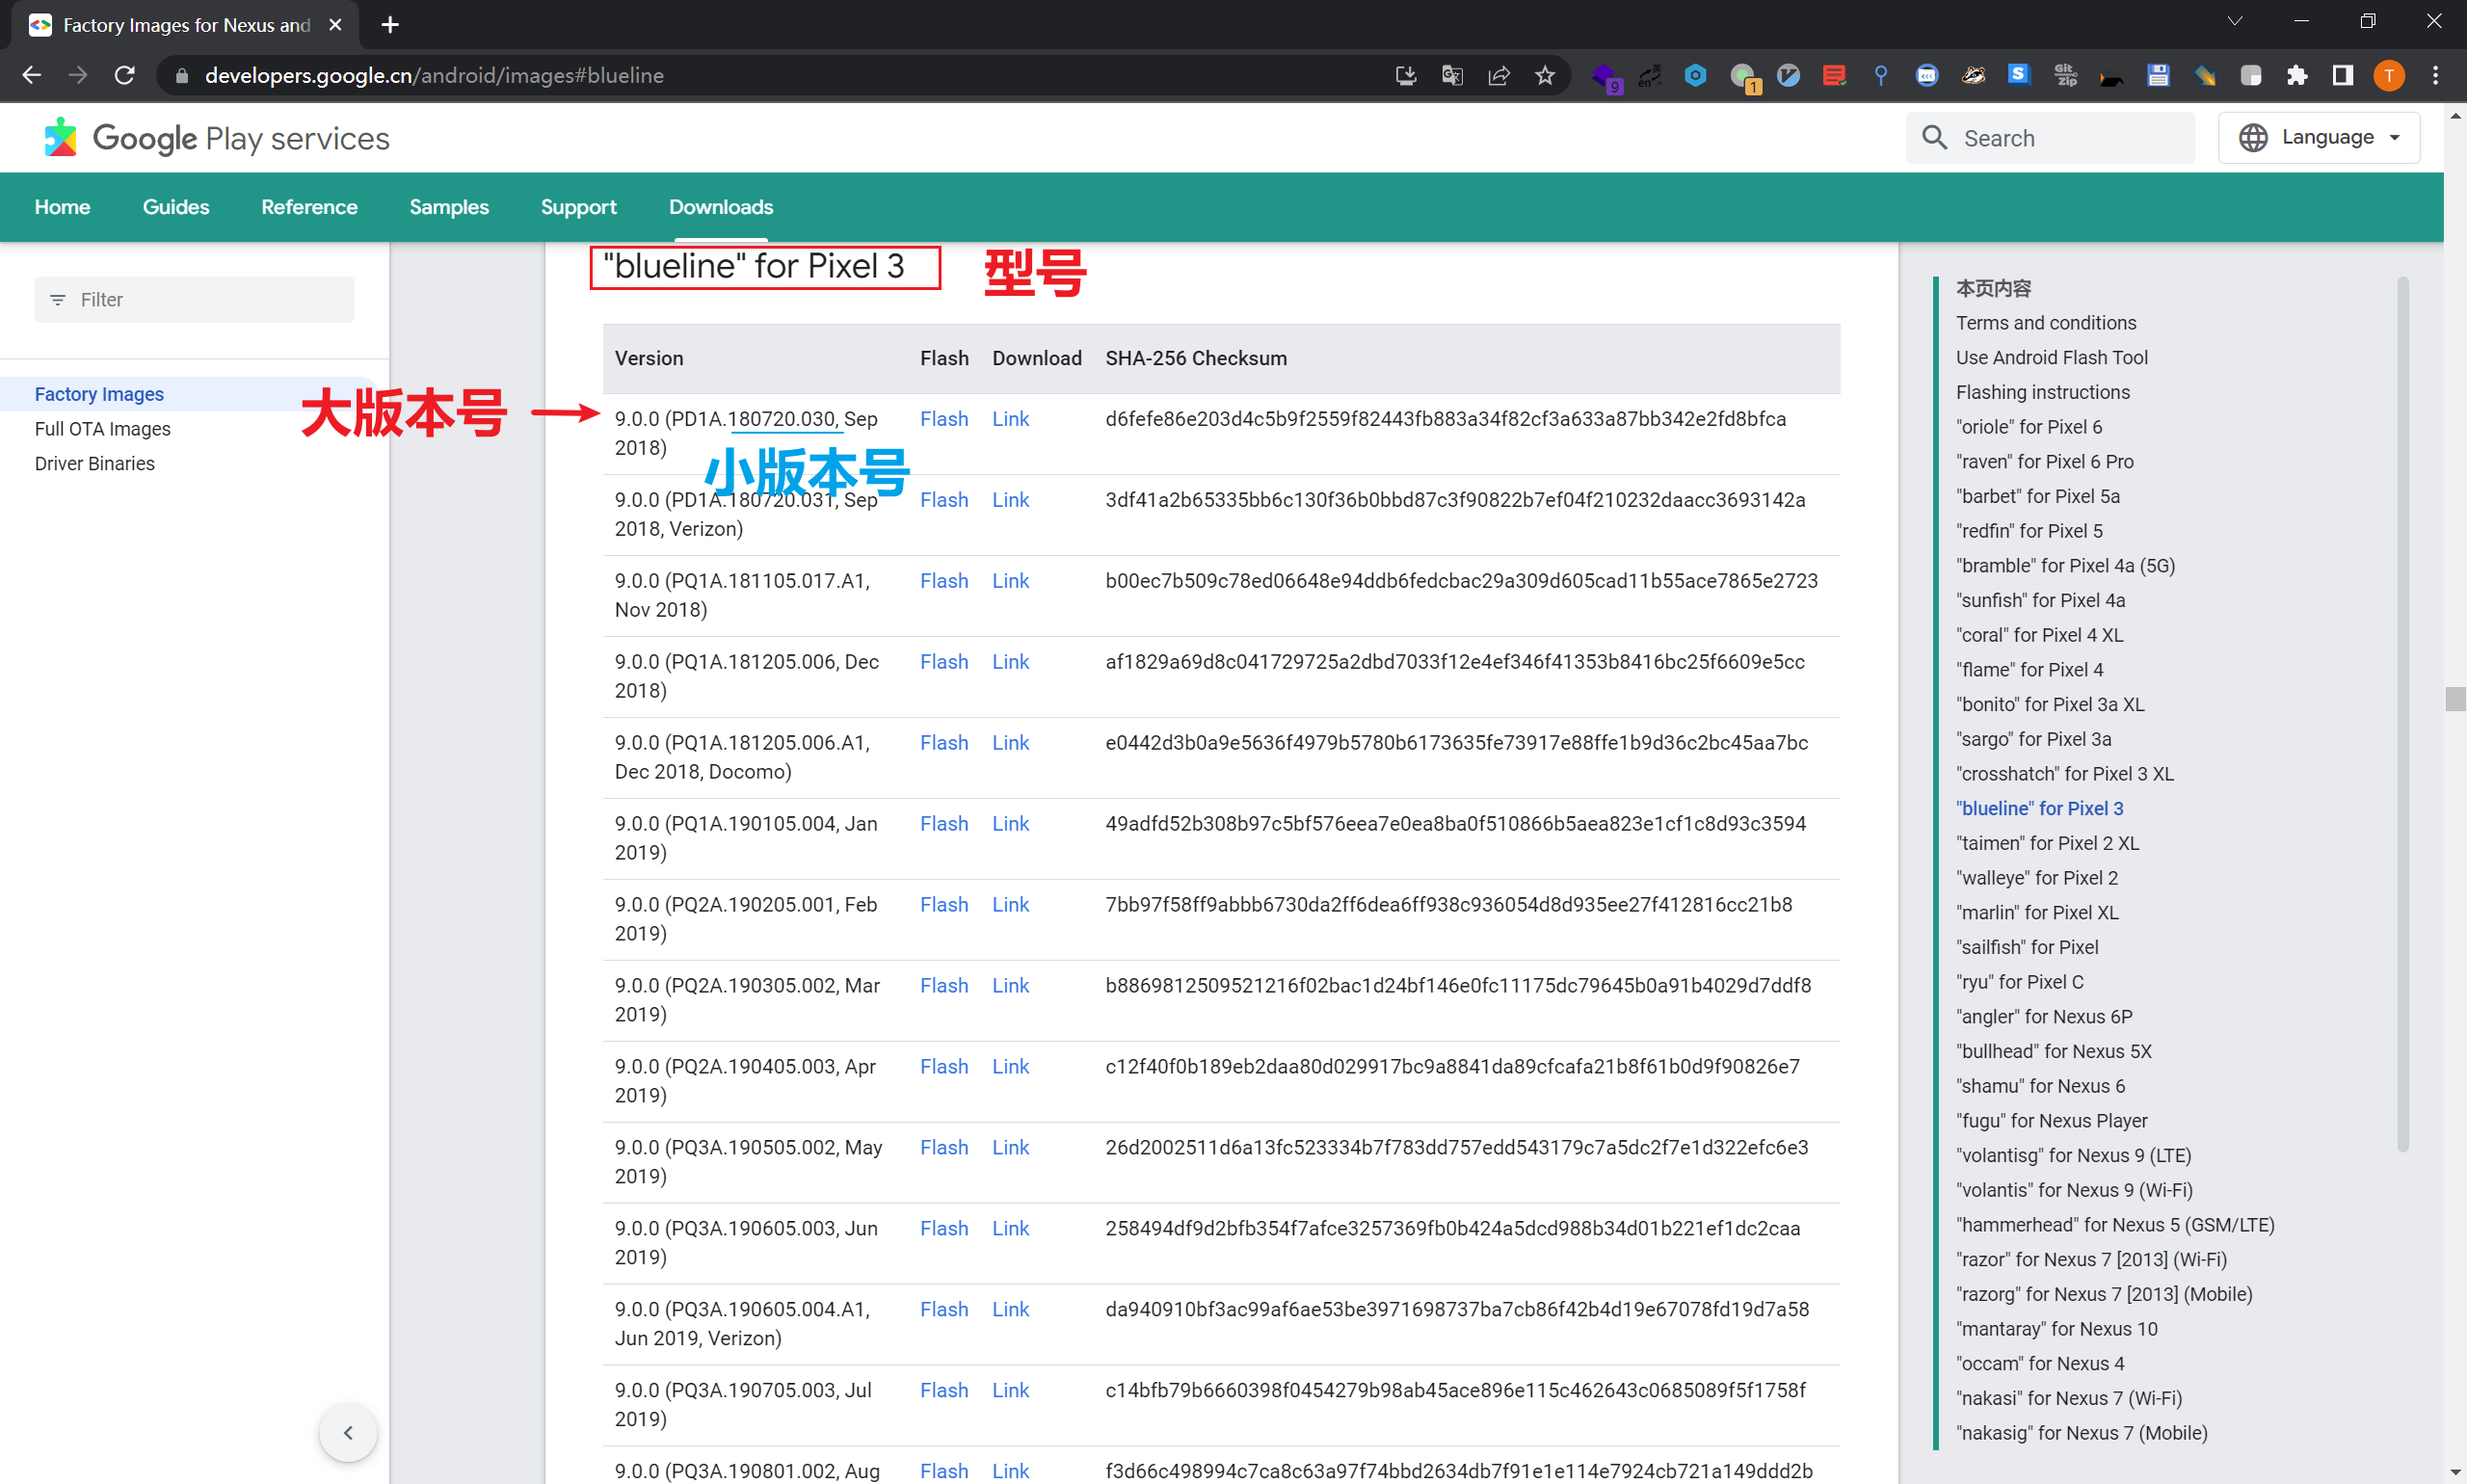 Factory Images for Nexus and
developers.google.cn/android/images#blueline
9
en
1
S
Git
Zip
T
Google Play services
Search
Language
Home
Guides
Reference
Samples
Support
Downloads
Filter
Factory Images
Full OTA Images
Driver Binaries
"blueline" for Pixel 3
型号
大版本号
小版本号
Version Flash Download SHA-256 Checksum
9.0.0 (PD1A.180720.030, Sep 2018) Flash Link d6fefe86e203d4c5b9f2559f82443fb883a34f82cf3a633a87bb342e2fd8bfca
9.0.0 (PD1A.180720.031, Sep 2018, Verizon) Flash Link 3df41a2b65335bb6c130f36b0bbd87c3f90822b7ef04f210232daacc3693142a
9.0.0 (PQ1A.181105.017.A1, Nov 2018) Flash Link b00ec7b509c78ed06648e94ddb6fedcbac29a309d605cad11b55ace7865e2723
9.0.0 (PQ1A.181205.006, Dec 2018) Flash Link af1829a69d8c041729725a2dbd7033f12e4ef346f41353b8416bc25f6609e5cc
9.0.0 (PQ1A.181205.006.A1, Dec 2018, Docomo) Flash Link e0442d3b0a9e5636f4979b5780b6173635fe73917e88ffe1b9d36c2bc45aa7bc
9.0.0 (PQ1A.190105.004, Jan 2019) Flash Link 49adfd52b308b97c5bf576eea7e0ea8ba0f510866b5aea823e1cf1c8d93c3594
9.0.0 (PQ2A.190205.001, Feb 2019) Flash Link 7bb97f58ff9abbb6730da2ff6dea6ff938c936054d8d935ee27f412816cc21b8
9.0.0 (PQ2A.190305.002, Mar 2019) Flash Link b8869812509521216f02bac1d24bf146e0fc11175dc79645b0a91b4029d7ddf8
9.0.0 (PQ2A.190405.003, Apr 2019) Flash Link c12f40f0b189eb2daa80d029917bc9a8841da89cfcafa21b8f61b0d9f90826e7
9.0.0 (PQ3A.190505.002, May 2019) Flash Link 26d2002511d6a13fc523334b7f783dd757edd543179c7a5dc2f7e1d322efc6e3
9.0.0 (PQ3A.190605.003, Jun 2019) Flash Link 258494df9d2bfb354f7afce3257369fb0b424a5dcd988b34d01b221ef1dc2caa
9.0.0 (PQ3A.190605.004.A1, Jun 2019, Verizon) Flash Link da940910bf3ac99af6ae53be3971698737ba7cb86f42b4d19e67078fd19d7a58
9.0.0 (PQ3A.190705.003, Jul 2019) Flash Link c14bfb79b6660398f0454279b98ab45ace896e115c462643c0685089f5f1758f
9.0.0 (PQ3A.190801.002, Aug Flash Link f3d66c498994c7ca8c63a97f74bbd2634db7f91e1e114e7924cb721a149ddd2b
本页内容
Terms and conditions
Use Android Flash Tool
Flashing instructions
"oriole" for Pixel 6
"raven" for Pixel 6 Pro
"barbet" for Pixel 5a
"redfin" for Pixel 5
"bramble" for Pixel 4a (5G)
"sunfish" for Pixel 4a
"coral" for Pixel 4 XL
"flame" for Pixel 4
"bonito" for Pixel 3a XL
"sargo" for Pixel 3a
"crosshatch" for Pixel 3 XL
"blueline" for Pixel 3
"taimen" for Pixel 2 XL
"walleye" for Pixel 2
"marlin" for Pixel XL
"sailfish" for Pixel
"ryu" for Pixel C
"angler" for Nexus 6P
"bullhead" for Nexus 5X
"shamu" for Nexus 6
"fugu" for Nexus Player
"volantisg" for Nexus 9 (LTE)
"volantis" for Nexus 9 (Wi-Fi)
"hammerhead" for Nexus 5 (GSM/LTE)
"razor" for Nexus 7 [2013] (Wi-Fi)
"razorg" for Nexus 7 [2013] (Mobile)
"mantaray" for Nexus 10
"occam" for Nexus 4
"nakasi" for Nexus 7 (Wi-Fi)
"nakasig" for Nexus 7 (Mobile)